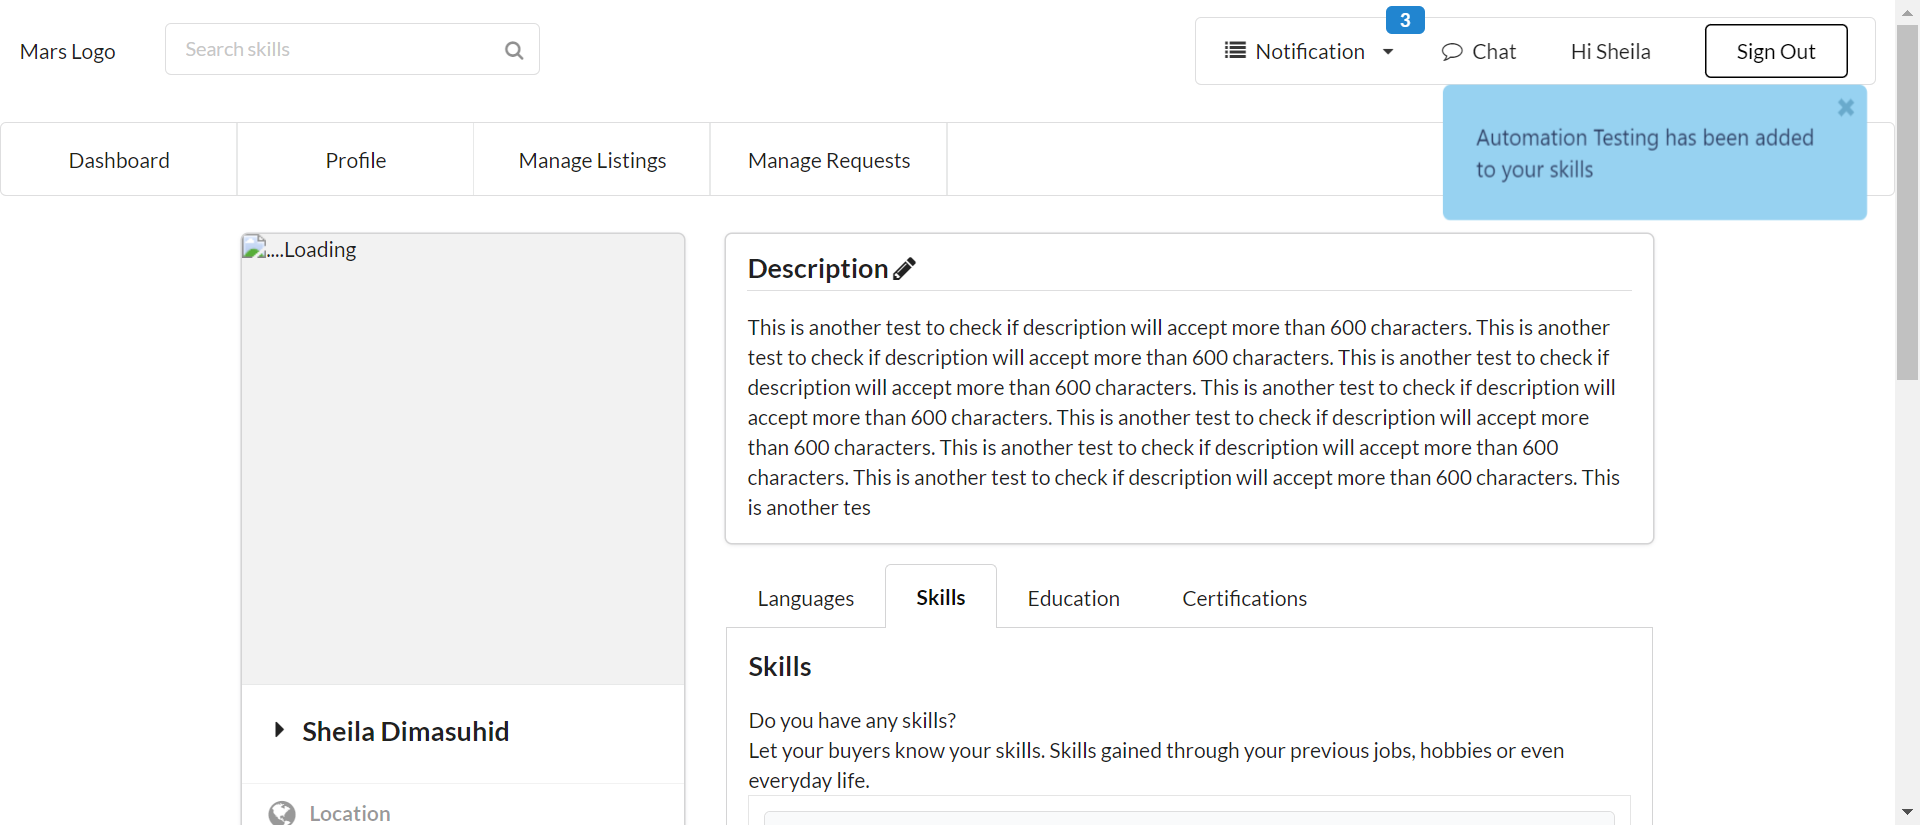 Mars Logo
Search skills
3
Notification
Chat
Hi Sheila
Sign Out
Automation Testing has been added
to your skills
Dashboard
Profile
Manage Listings
Manage Requests
....Loading
Description
This is another test to check if description will accept more than 600 characters. This is another
test to check if description will accept more than 600 characters. This is another test to check if
description will accept more than 600 characters. This is another test to check if description will
accept more than 600 characters. This is another test to check if description will accept more
than 600 characters. This is another test to check if description will accept more than 600
characters. This is another test to check if description will accept more than 600 characters. This
is another tes
Languages
Skills
Education
Certifications
Skills
Do you have any skills?
Let your buyers know your skills. Skills gained through your previous jobs, hobbies or even
everyday life.
Sheila Dimasuhid
Location